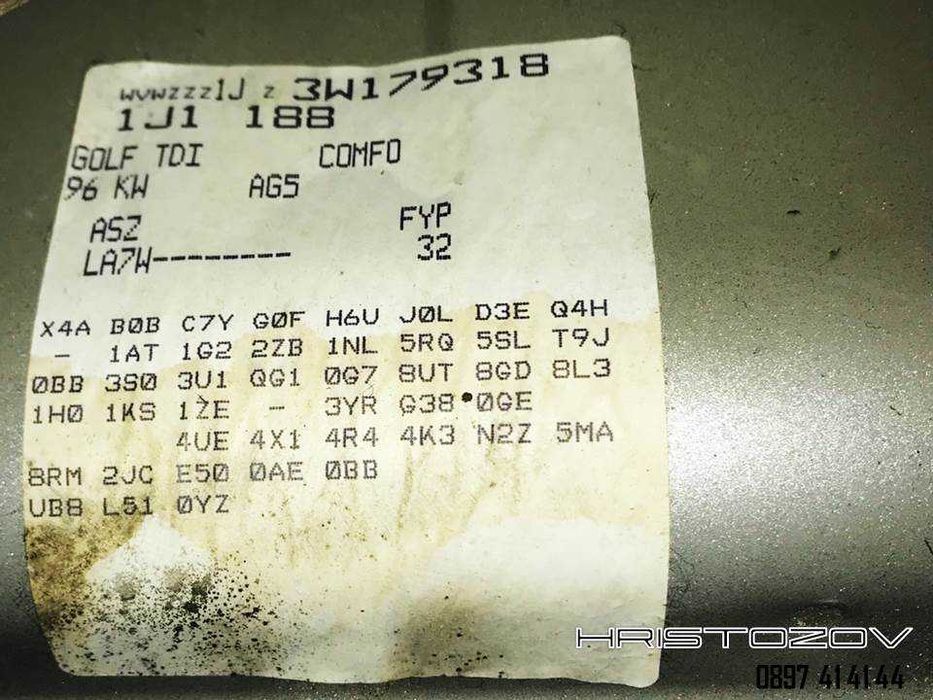 WVWZZZ1J Z 3W179318
1J1 188
GOLF TDI COMFO
96 KW AG5
ASZ FYP
LA7W--------- 32
X4A B0B C7Y G0F H6U J0L D3E Q4H
- 1AT 1G2 2ZB 1NL 5RQ 5SL T9J
0BB 3S0 3U1 QG1 0G7 8UT 8GD 8L3
1H0 1KS 1ZE - 3YR G38 0GE
4UE 4X1 4R4 4K3 N2Z 5MA
8RM 2JC E50 0AE 0BB
UB8 L51 0YZ
HRISTOZOV
0897 414144